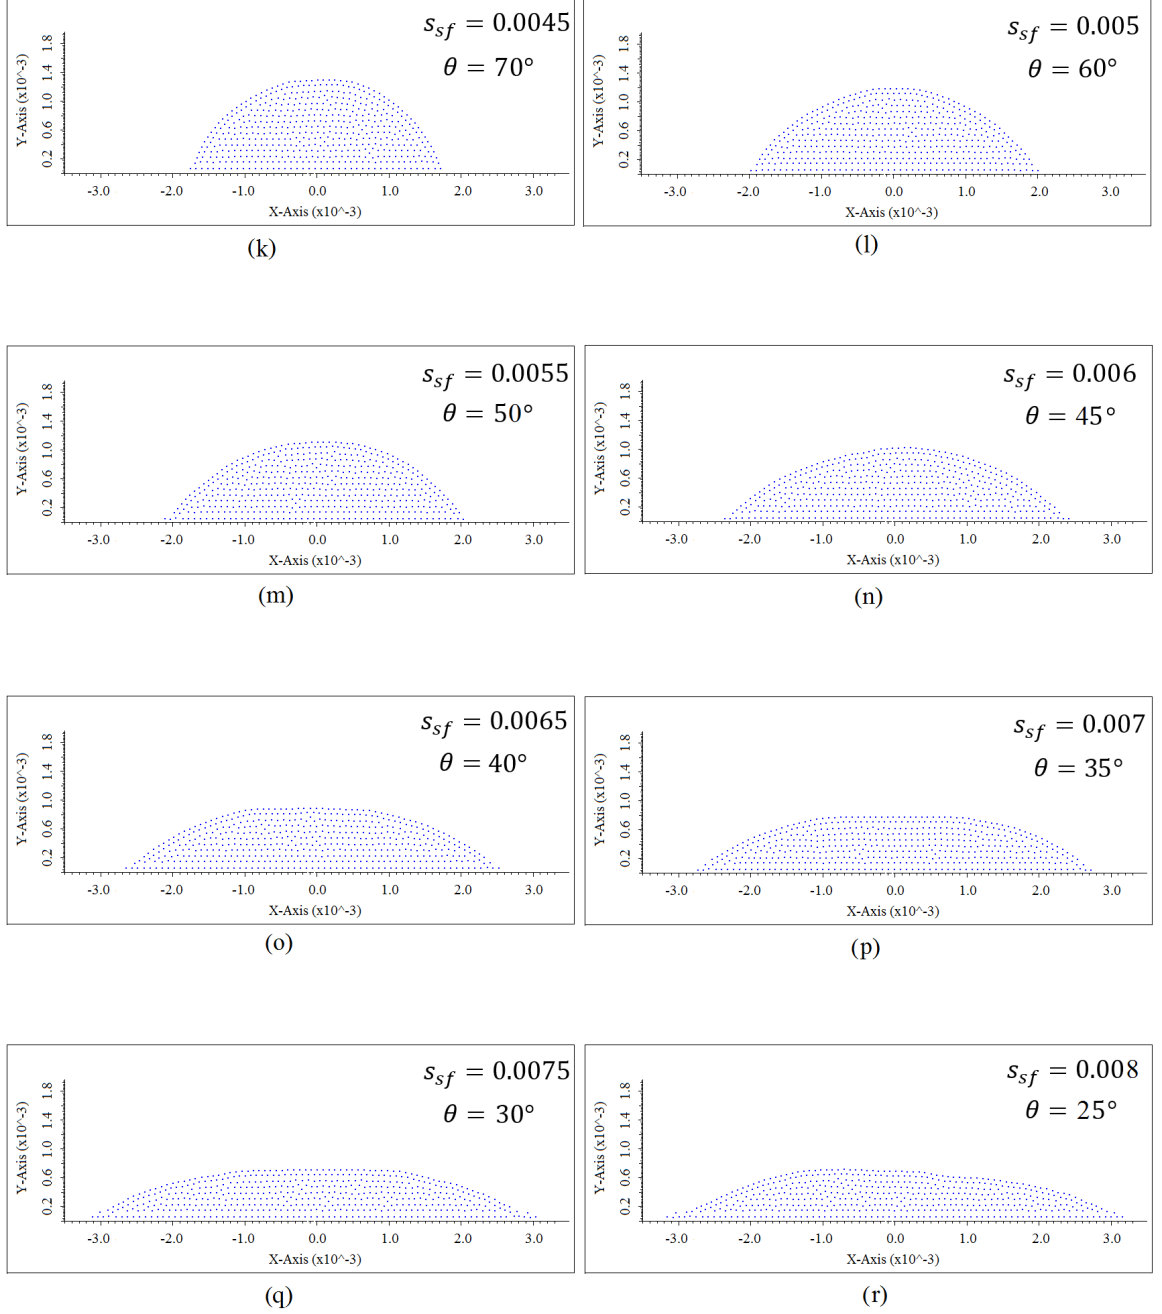 s_sf = 0.0045
θ = 70°
Y-Axis (x10^-3)
1.8
1.4
1.0
0.6
0.2
-3.0 -2.0 -1.0 0.0 1.0 2.0 3.0
X-Axis (x10^-3)
(k)
s_sf = 0.005
θ = 60°
Y-Axis (x10^-3)
1.8
1.4
1.0
0.6
0.2
-3.0 -2.0 -1.0 0.0 1.0 2.0 3.0
X-Axis (x10^-3)
(l)
s_sf = 0.0055
θ = 50°
Y-Axis (x10^-3)
1.8
1.4
1.0
0.6
0.2
-3.0 -2.0 -1.0 0.0 1.0 2.0 3.0
X-Axis (x10^-3)
(m)
s_sf = 0.006
θ = 45°
Y-Axis (x10^-3)
1.8
1.4
1.0
0.6
0.2
-3.0 -2.0 -1.0 0.0 1.0 2.0 3.0
X-Axis (x10^-3)
(n)
s_sf = 0.0065
θ = 40°
Y-Axis (x10^-3)
1.8
1.4
1.0
0.6
0.2
-3.0 -2.0 -1.0 0.0 1.0 2.0 3.0
X-Axis (x10^-3)
(o)
s_sf = 0.007
θ = 35°
Y-Axis (x10^-3)
1.8
1.4
1.0
0.6
0.2
-3.0 -2.0 -1.0 0.0 1.0 2.0 3.0
X-Axis (x10^-3)
(p)
s_sf = 0.0075
θ = 30°
Y-Axis (x10^-3)
1.8
1.4
1.0
0.6
0.2
-3.0 -2.0 -1.0 0.0 1.0 2.0 3.0
X-Axis (x10^-3)
(q)
s_sf = 0.008
θ = 25°
Y-Axis (x10^-3)
1.8
1.4
1.0
0.6
0.2
-3.0 -2.0 -1.0 0.0 1.0 2.0 3.0
X-Axis (x10^-3)
(r)